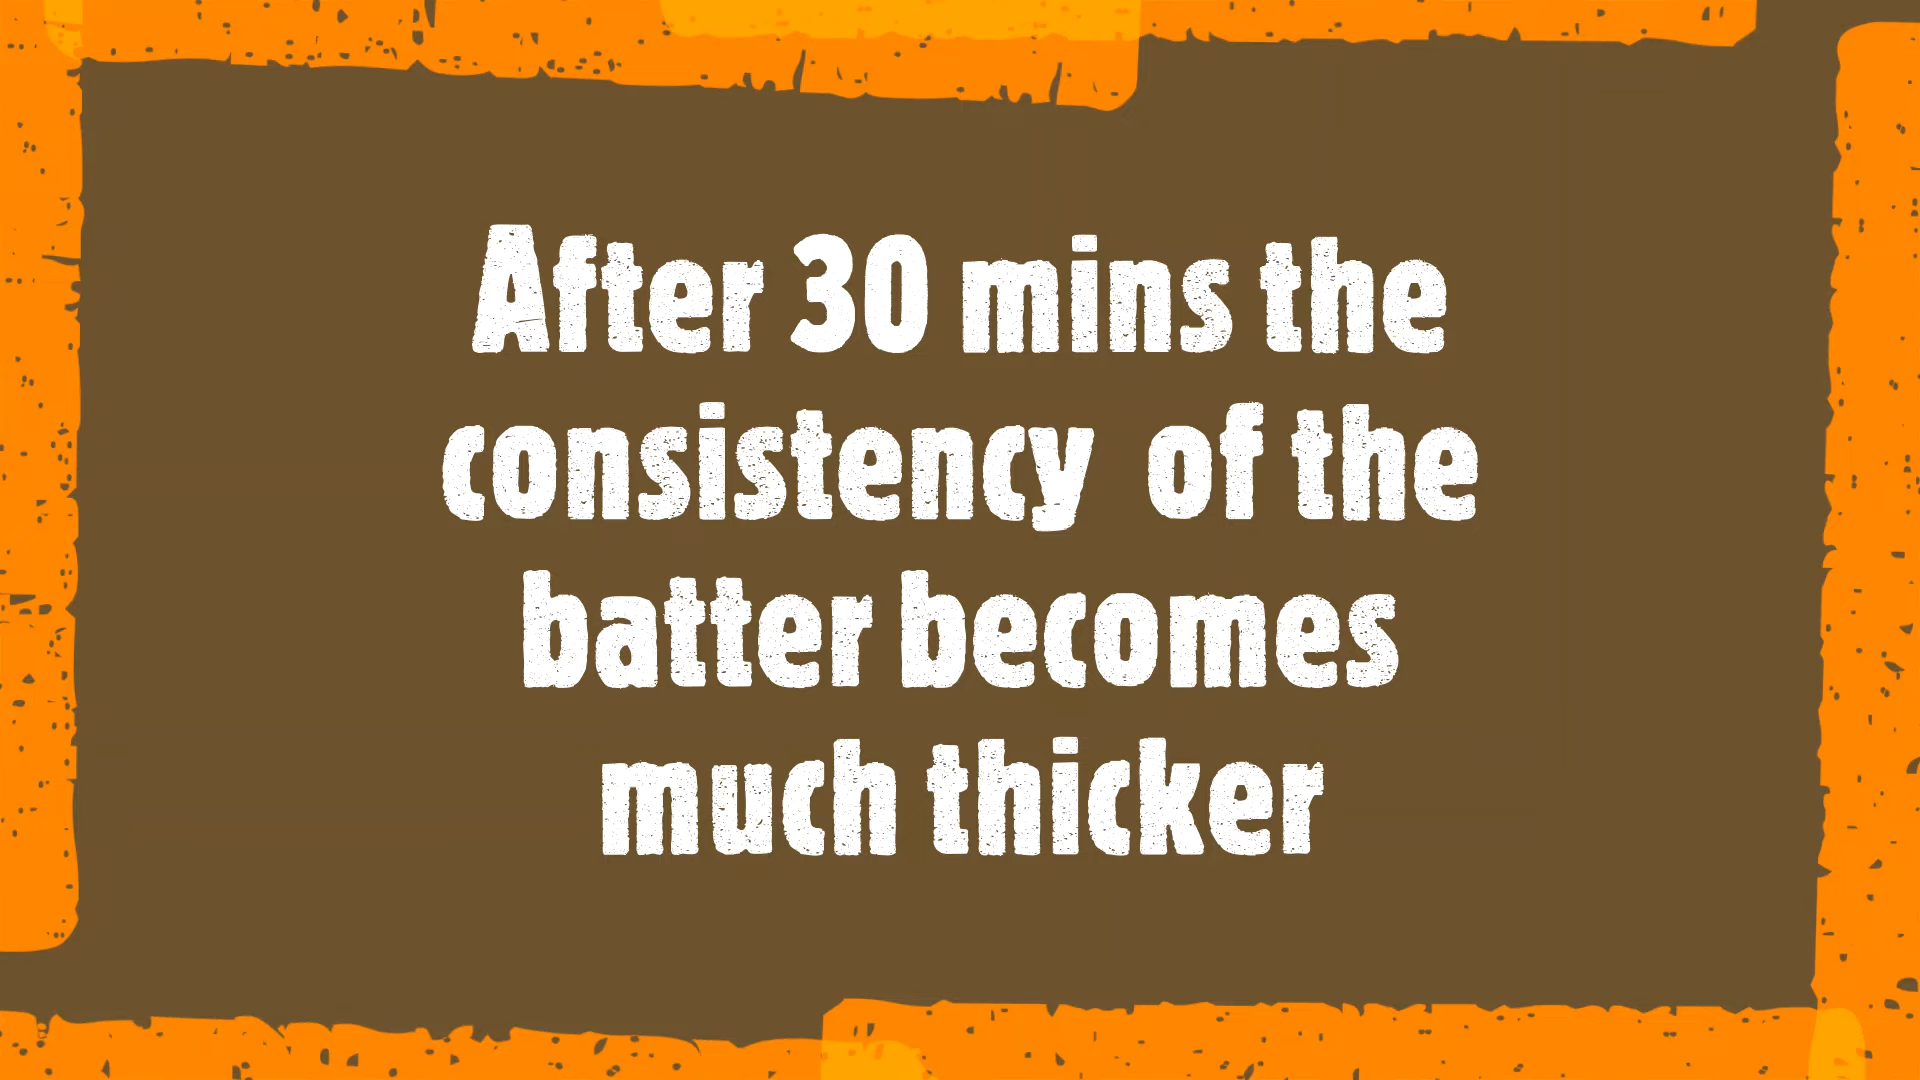 After 30 mins the
consistency  of the
batter becomes
much thicker